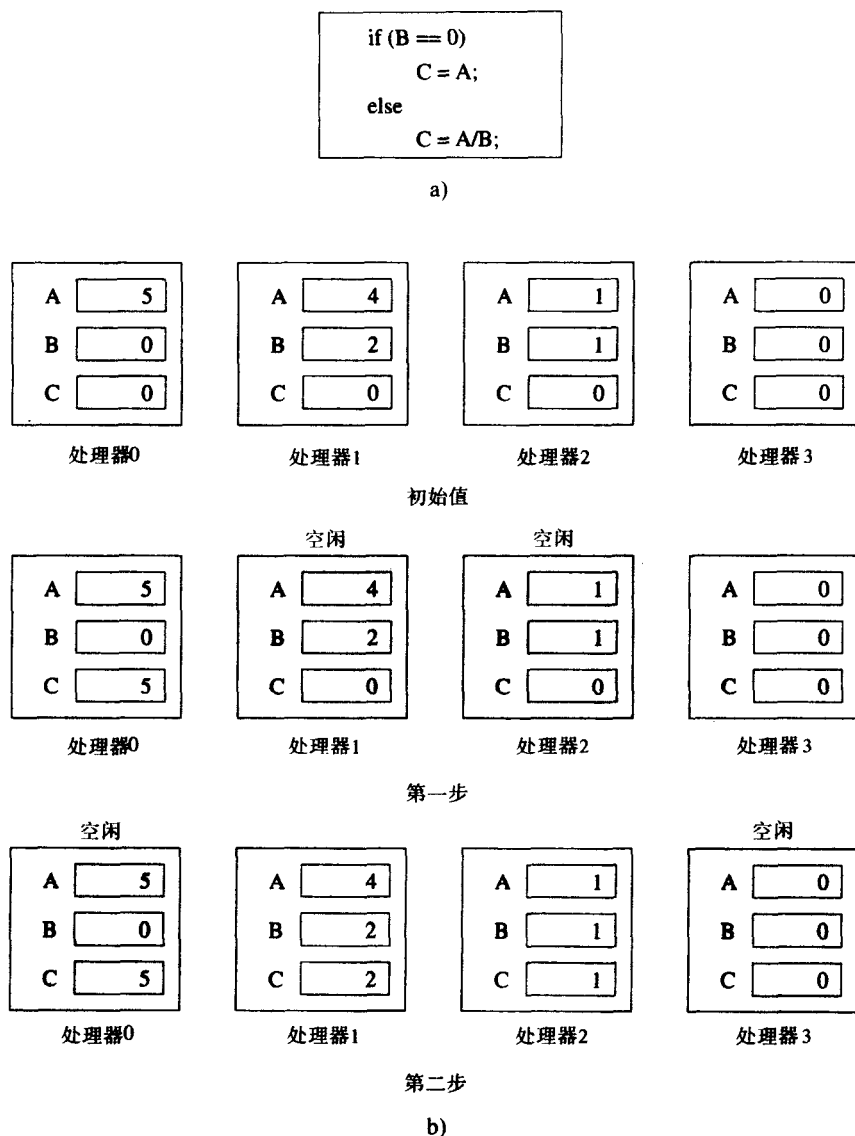 if (B == 0)
C = A;
else
C = A/B;
a)
A 5 A 4 A 1 A 0
B 0 B 2 B 1 B 0
C 0 C 0 C 0 C 0
处理器0 处理器1 处理器2 处理器3
初始值
空闲 空闲
A 5 A 4 A 1 A 0
B 0 B 2 B 1 B 0
C 5 C 0 C 0 C 0
处理器0 处理器1 处理器2 处理器3
第一步
空闲 空闲
A 5 A 4 A 1 A 0
B 0 B 2 B 1 B 0
C 5 C 2 C 1 C 0
处理器0 处理器1 处理器2 处理器3
第二步
b)